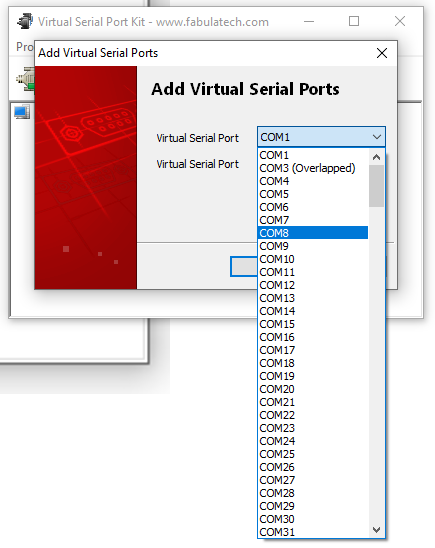 Virtual Serial Port Kit - www.fabulatech.com
Pro
Add Virtual Serial Ports
Add Virtual Serial Ports
Virtual Serial Port
COM1
Virtual Serial Port
COM1
COM3 (Overlapped)
COM4
COM5
COM6
COM7
COM8
COM9
COM10
COM11
COM12
COM13
COM14
COM15
COM16
COM17
COM18
COM19
COM20
COM21
COM22
COM23
COM24
COM25
COM26
COM27
COM28
COM29
COM30
COM31